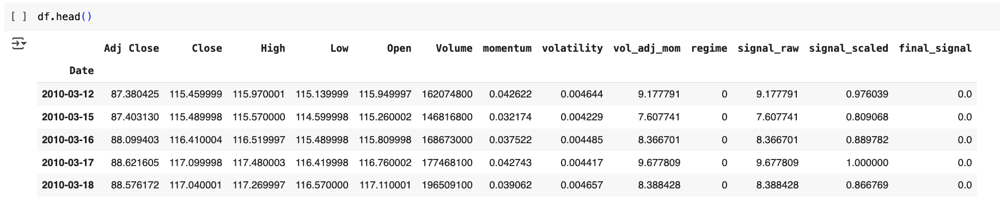 [ ] df.head()
Adj Close Close High Low Open Volume momentum volatility vol_adj_mom regime signal_raw signal_scaled final_signal
Date
2010-03-12 87.380425 115.459999 115.970001 115.139999 115.949997 162074800 0.042622 0.004644 9.177791 0 9.177791 0.976039 0.0
2010-03-15 87.403130 115.489998 115.570000 114.599998 115.260002 146816800 0.032174 0.004229 7.607741 0 7.607741 0.809068 0.0
2010-03-16 88.099403 116.410004 116.519997 115.489998 115.809998 168673000 0.037522 0.004485 8.366701 0 8.366701 0.889782 0.0
2010-03-17 88.621605 117.099998 117.480003 116.419998 116.760002 177468100 0.042743 0.004417 9.677809 0 9.677809 1.000000 0.0
2010-03-18 88.576172 117.040001 117.269997 116.570000 117.110001 196509100 0.039062 0.004657 8.388428 0 8.388428 0.866769 0.0